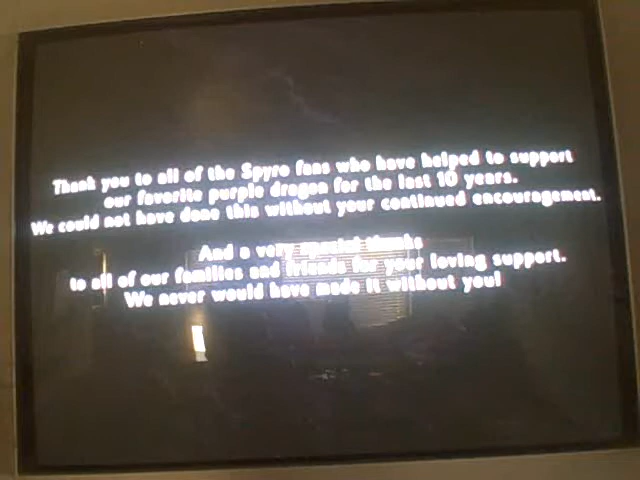 Thank you to all of the Spyro fans who have helped to support
our favorite purple dragon for the last 10 years.
We could not have done this without your continued encouragement.
And a very special thanks
to all of our families and friends for your loving support.
We never would have made it without you!